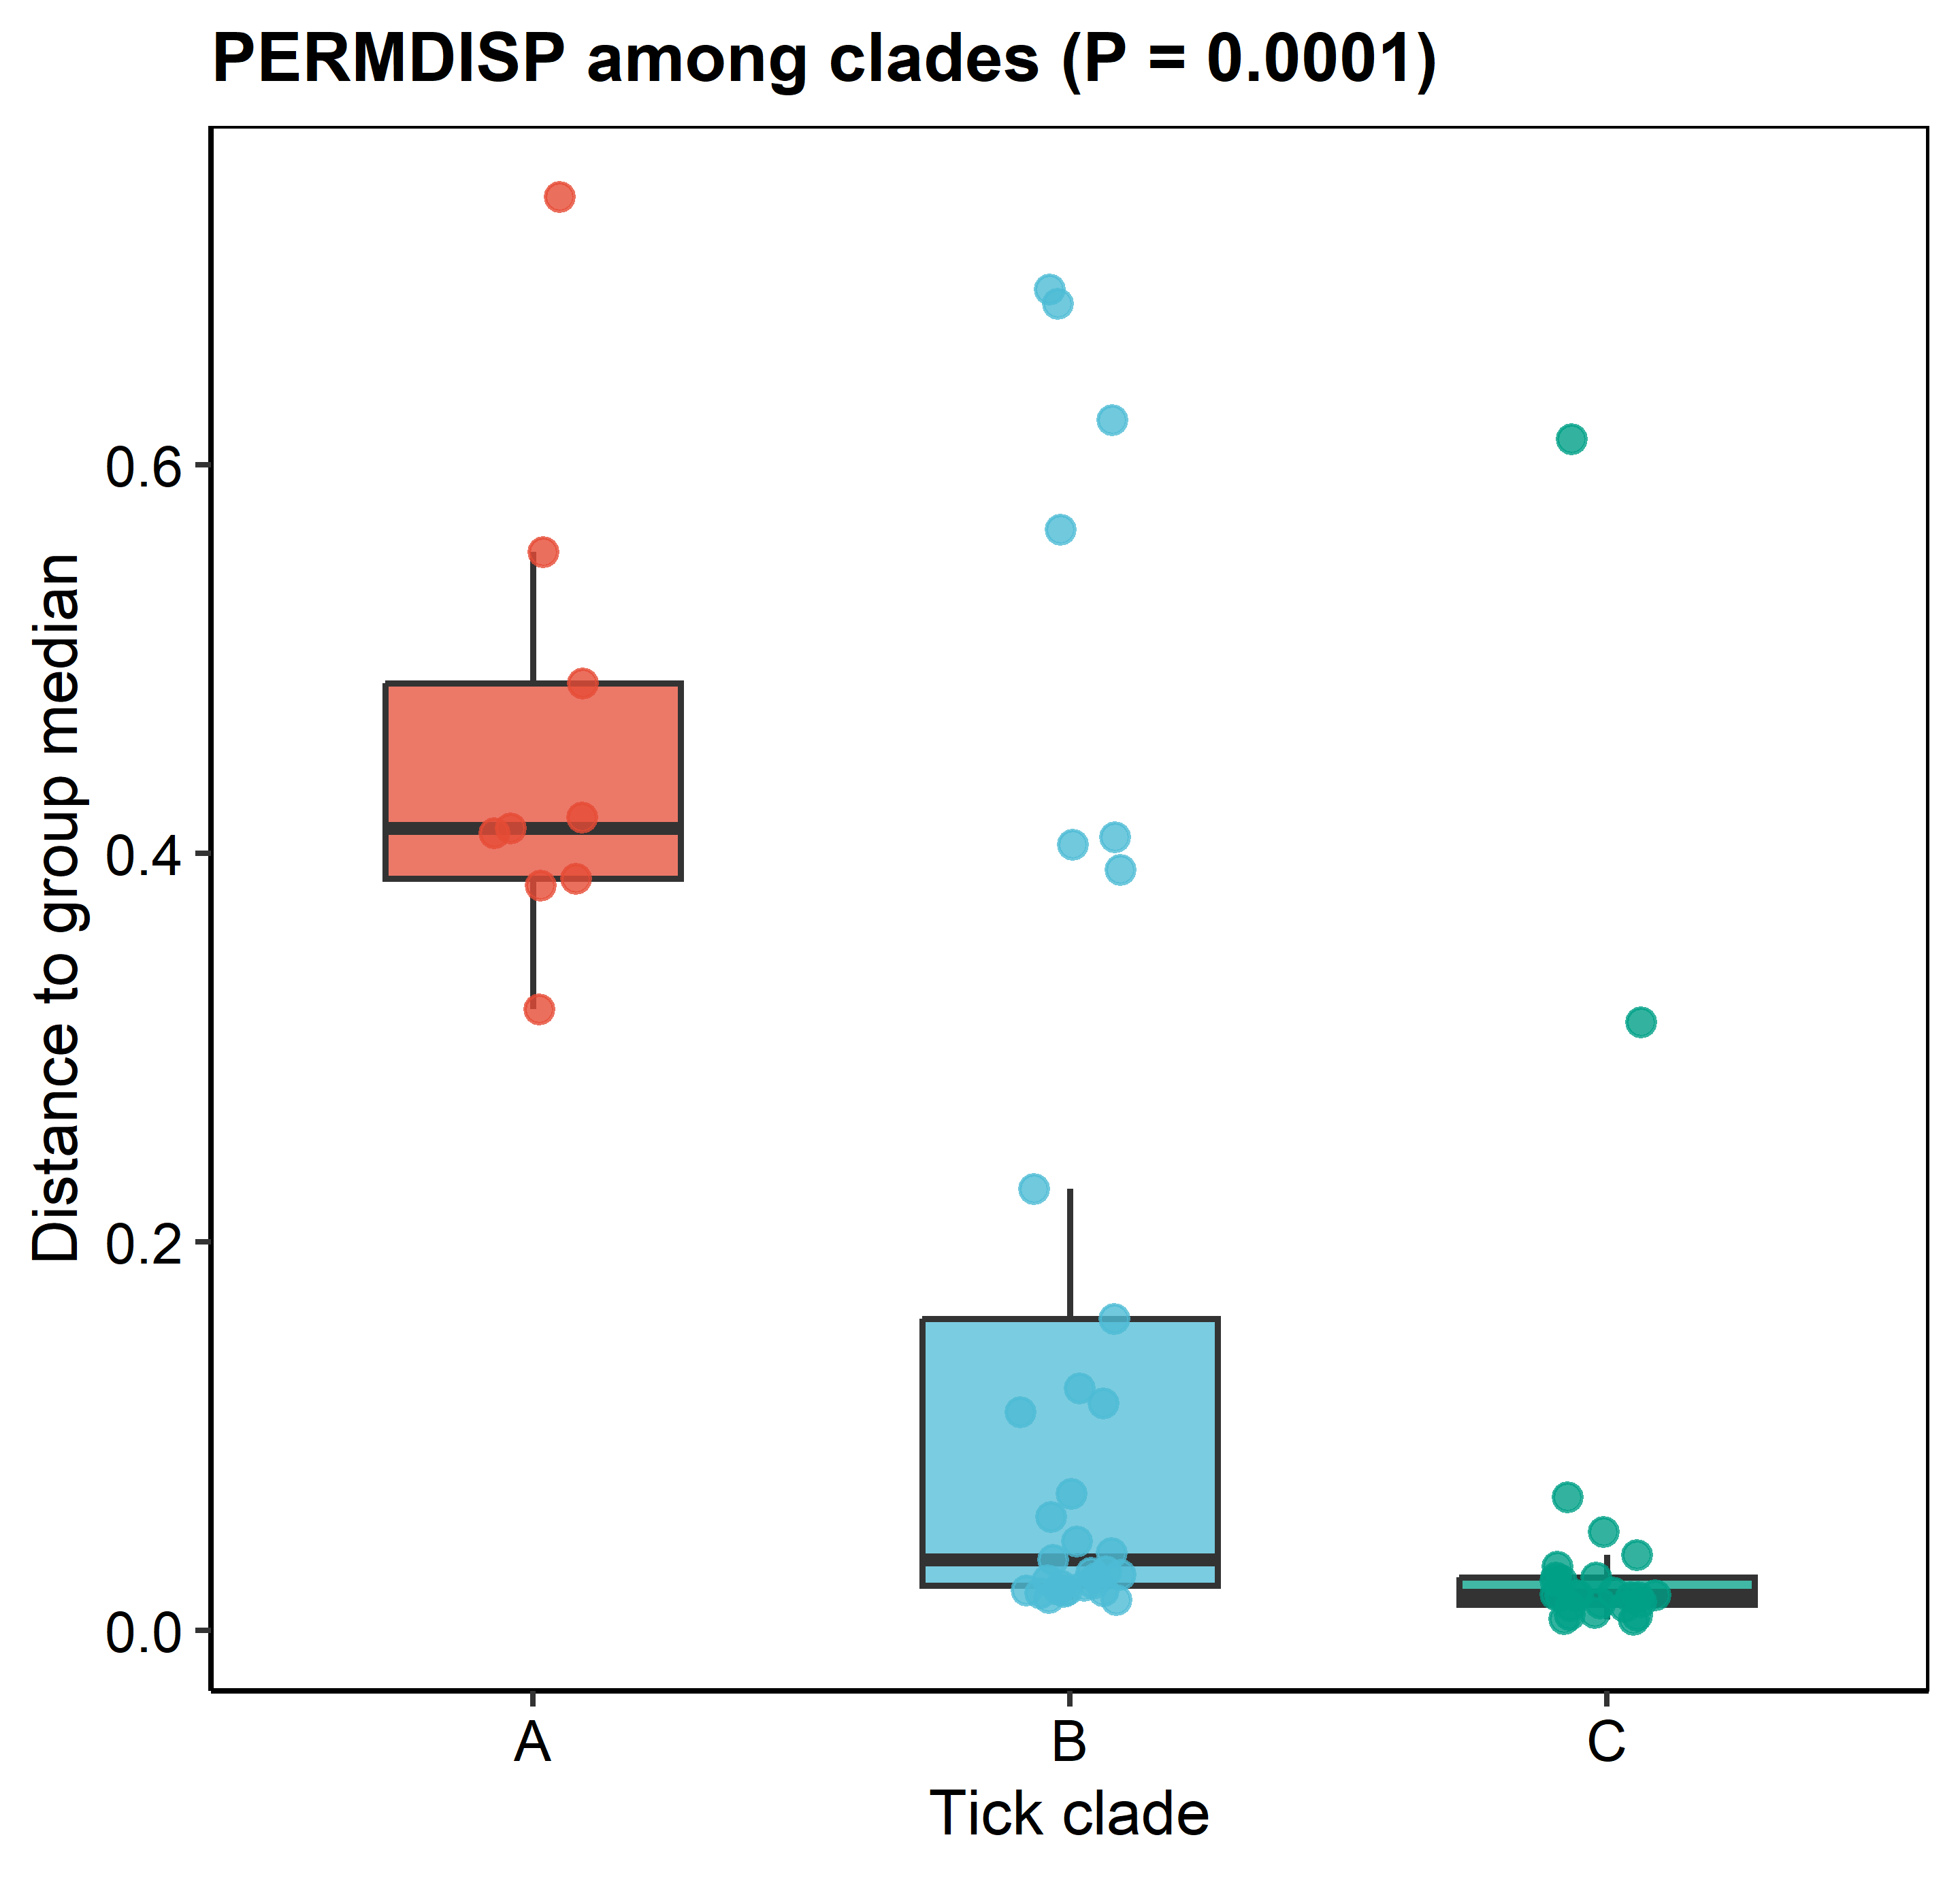 PERMDISP among clades (P = 0.0001)
Distance to group median
0.6
0.4
0.2
0.0
A B C
Tick clade